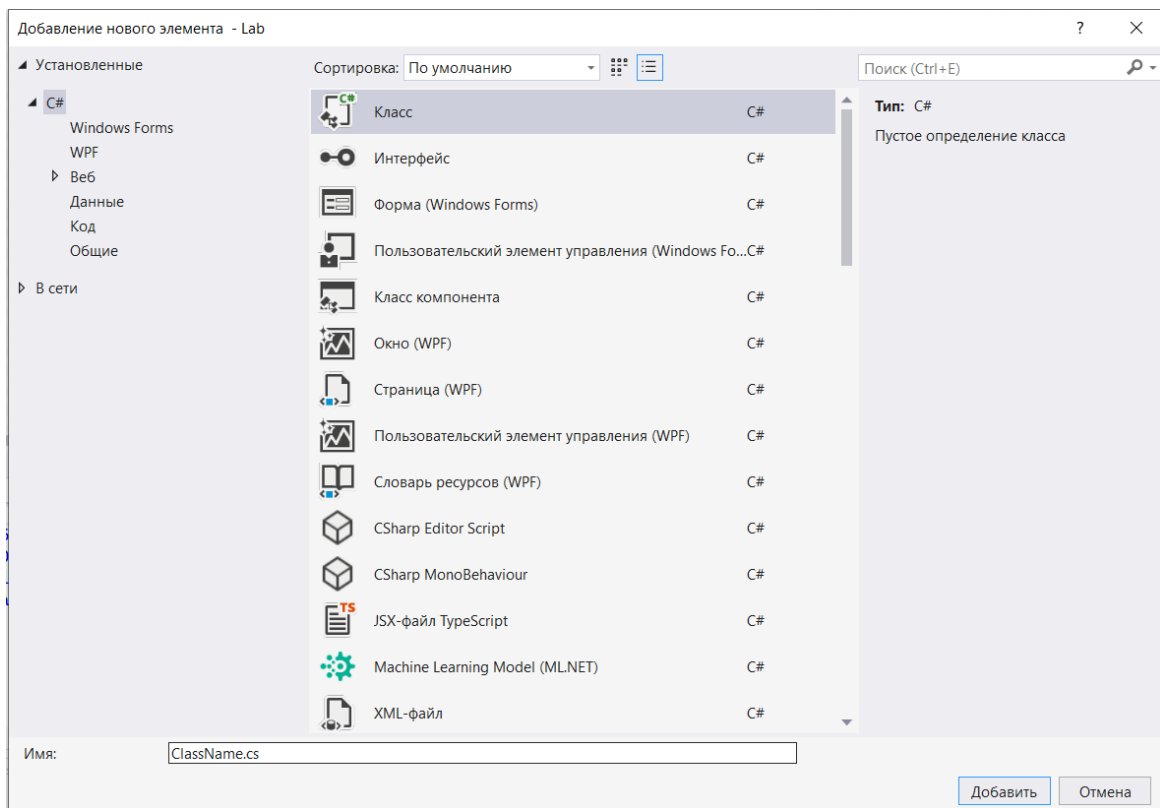 Добавление нового элемента - Lab
?
Установленные
C#
Windows Forms
WPF
Веб
Данные
Код
Общие
В сети
Сортировка: По умолчанию
Класс C#
Интерфейс C#
Форма (Windows Forms) C#
Пользовательский элемент управления (Windows Fo...C#
Класс компонента C#
Окно (WPF) C#
Страница (WPF) C#
Пользовательский элемент управления (WPF) C#
Словарь ресурсов (WPF) C#
CSharp Editor Script C#
CSharp MonoBehaviour C#
TS
JSX-файл TypeScript C#
Machine Learning Model (ML.NET) C#
XML-файл C#
Поиск (Ctrl+E)
Тип: C#
Пустое определение класса
Имя: ClassName.cs
Добавить Отмена